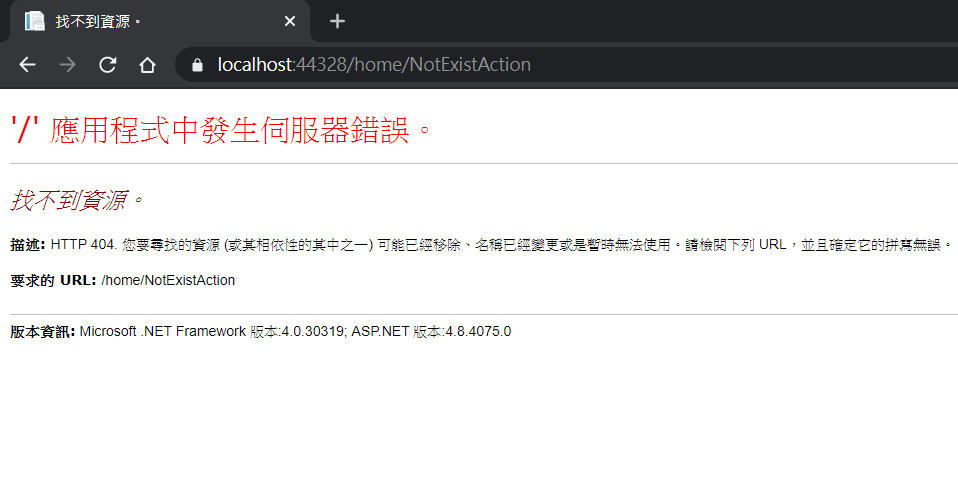 找不到資源。
localhost:44328/home/NotExistAction
'/' 應用程式中發生伺服器錯誤。
找不到資源。
描述: HTTP 404. 您要尋找的資源 (或其相依性的其中之一) 可能已經移除、名稱已經變更或是暫時無法使用。請檢閱下列 URL，並且確定它的拼寫無誤。
要求的 URL: /home/NotExistAction
版本資訊: Microsoft .NET Framework 版本:4.0.30319; ASP.NET 版本:4.8.4075.0